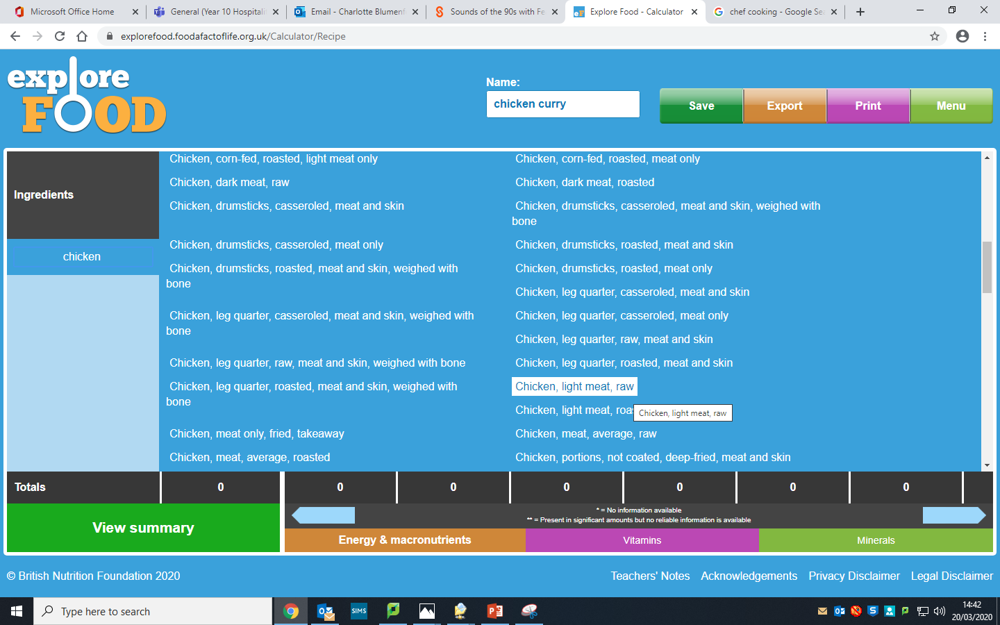 Microsoft Office Home
General (Year 10 Hospitali
Email - Charlotte Blumenf
Sounds of the 90s with Fe
Explore Food - Calculator
chef cooking - Google Se
explorefood.foodafactoflife.org.uk/Calculator/Recipe
explore
FOOD
Name:
chicken curry
Save
Export
Print
Menu
Ingredients
chicken
Chicken, corn-fed, roasted, light meat only
Chicken, corn-fed, roasted, meat only
Chicken, dark meat, raw
Chicken, dark meat, roasted
Chicken, drumsticks, casseroled, meat and skin
Chicken, drumsticks, casseroled, meat and skin, weighed with
bone
Chicken, drumsticks, casseroled, meat only
Chicken, drumsticks, roasted, meat and skin
Chicken, drumsticks, roasted, meat and skin, weighed with
bone
Chicken, drumsticks, roasted, meat only
Chicken, leg quarter, casseroled, meat and skin
Chicken, leg quarter, casseroled, meat and skin, weighed with
bone
Chicken, leg quarter, casseroled, meat only
Chicken, leg quarter, raw, meat and skin
Chicken, leg quarter, raw, meat and skin, weighed with bone
Chicken, leg quarter, roasted, meat and skin
Chicken, leg quarter, roasted, meat and skin, weighed with
bone
Chicken, light meat, raw
Chicken, light meat, roa
Chicken, light meat, raw
Chicken, meat only, fried, takeaway
Chicken, meat, average, raw
Chicken, meat, average, roasted
Chicken, portions, not coated, deep-fried, meat and skin
Totals
0
0
0
0
0
0
0
View summary
* = No information available
** = Present in significant amounts but no reliable information is available
Energy & macronutrients
Vitamins
Minerals
© British Nutrition Foundation 2020
Teachers' Notes
Acknowledgements
Privacy Disclaimer
Legal Disclaimer
Type here to search
SIMS
14:42
20/03/2020